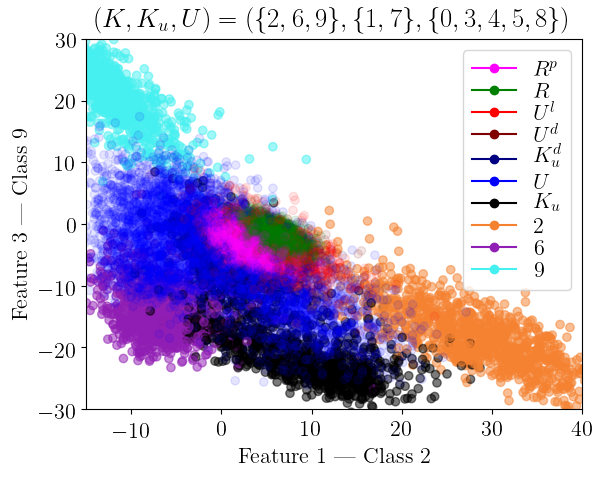 (K, K_u, U) = ({2, 6, 9}, {1, 7}, {0, 3, 4, 5, 8})
30
20
10
0
−10
−20
−30
Feature 3 — Class 9
R^p
R
U^l
U^d
K_u^d
U
K_u
2
6
9
−10
0
10
20
30
40
Feature 1 — Class 2